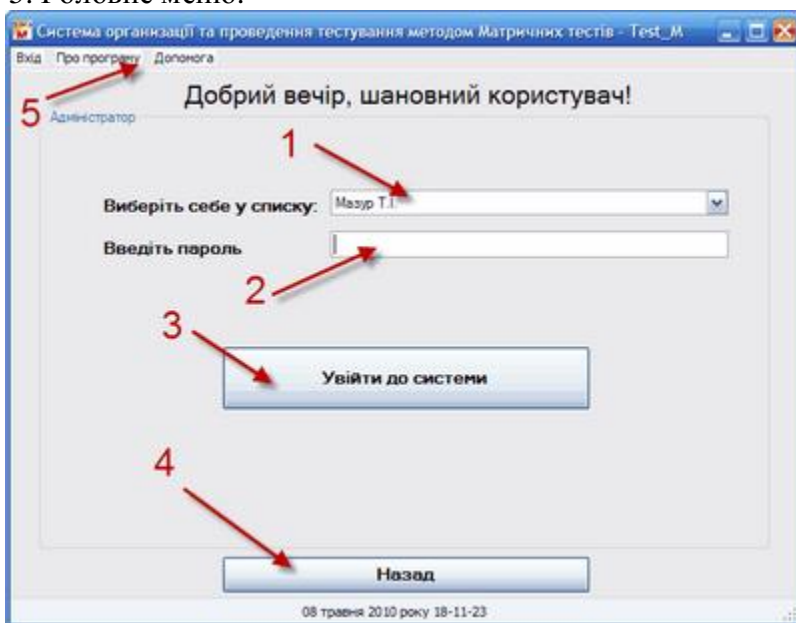 5. Головне меню.
Система организації та проведення тестування методом Матричних тестів - Test_M
Вхід Про програму Допомога
5
Добрий вечір, шановний користувач!
Адміністратор
1
Виберіть себе у списку: Мазур Т.І.
Введіть пароль
2
3
Увійти до системи
4
Назад
08 травня 2010 року 18-11-23